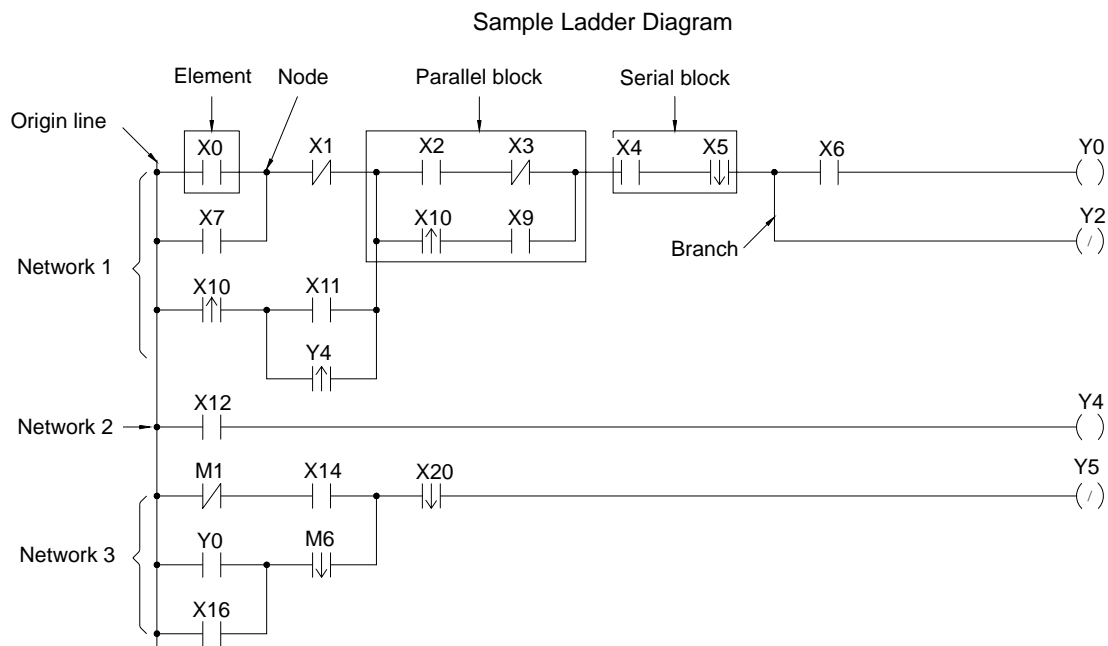 Sample Ladder Diagram
Element Node Parallel block Serial block
Origin line
X0 X1 X2 X3 X4 X5 X6 Y0
X7 X10 X9 Y2
Branch
Network 1
X10 X11
Y4
X12 Y4
Network 2
M1 X14 X20 Y5
Y0 M6
Network 3
X16